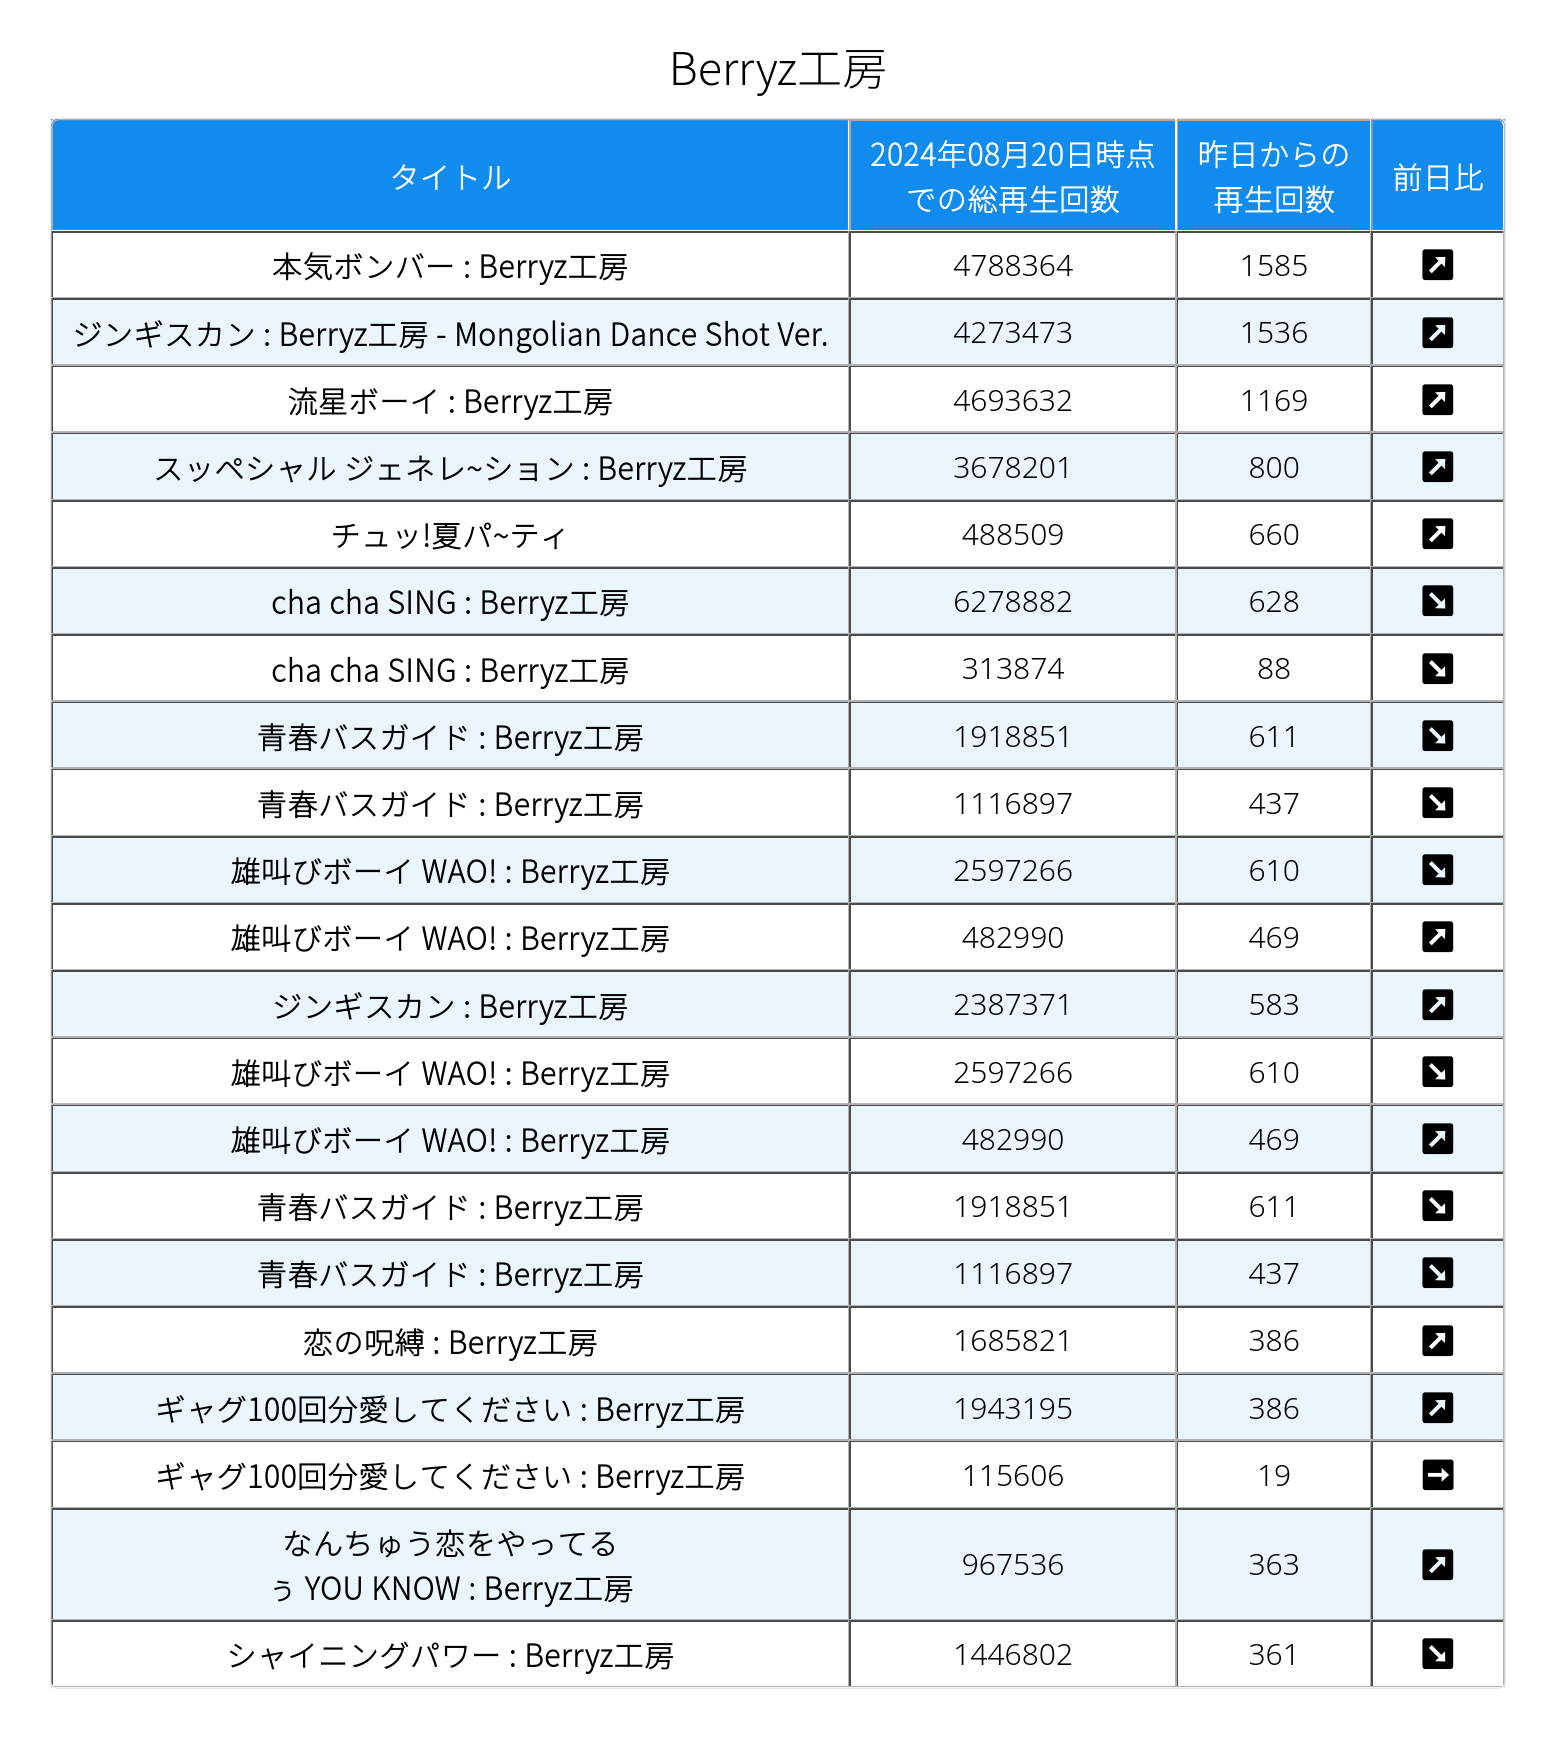 Berryz工房
タイトル 2024年08月20日時点での総再生回数 昨日からの再生回数 前日比
本気ボンバー : Berryz工房 4788364 1585 ↗
ジンギスカン : Berryz工房 - Mongolian Dance Shot Ver. 4273473 1536 ↗
流星ボーイ : Berryz工房 4693632 1169 ↗
スッペシャル ジェネレ~ション : Berryz工房 3678201 800 ↗
チュッ!夏パ~ティ 488509 660 ↗
cha cha SING : Berryz工房 6278882 628 ↘
cha cha SING : Berryz工房 313874 88 ↘
青春バスガイド : Berryz工房 1918851 611 ↘
青春バスガイド : Berryz工房 1116897 437 ↘
雄叫びボーイ WAO! : Berryz工房 2597266 610 ↘
雄叫びボーイ WAO! : Berryz工房 482990 469 ↗
ジンギスカン : Berryz工房 2387371 583 ↗
雄叫びボーイ WAO! : Berryz工房 2597266 610 ↘
雄叫びボーイ WAO! : Berryz工房 482990 469 ↗
青春バスガイド : Berryz工房 1918851 611 ↘
青春バスガイド : Berryz工房 1116897 437 ↘
恋の呪縛 : Berryz工房 1685821 386 ↗
ギャグ100回分愛してください : Berryz工房 1943195 386 ↗
ギャグ100回分愛してください : Berryz工房 115606 19 →
なんちゅう恋をやってる
ぅ YOU KNOW : Berryz工房 967536 363 ↗
シャイニングパワー : Berryz工房 1446802 361 ↘